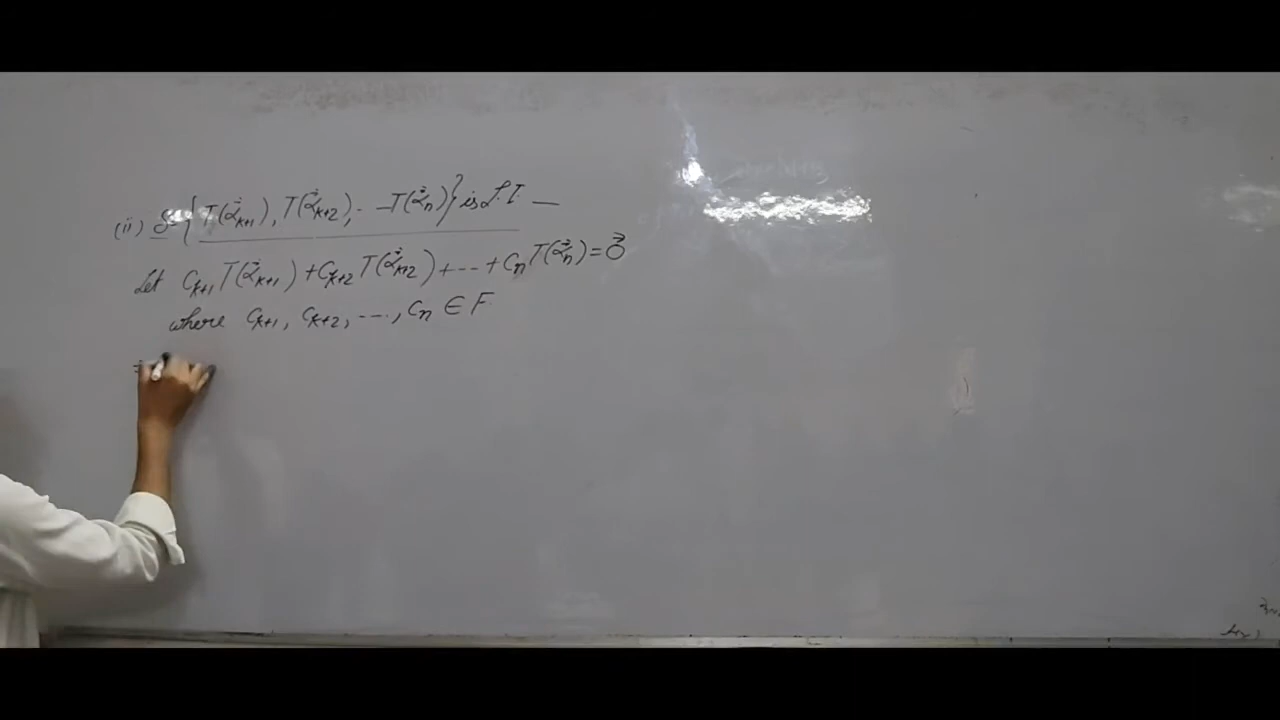 (ii) S = {T(α⃗ₖ₊₁), T(α⃗ₖ₊₂), - - T(α⃗ₙ)} is L.I. —
Let Cₖ₊₁ T(α⃗ₖ₊₁) + Cₖ₊₂ T(α⃗ₖ₊₂) + --- + Cₙ T(α⃗ₙ) = 0⃗
where Cₖ₊₁, Cₖ₊₂, ----, Cₙ ∈ F.